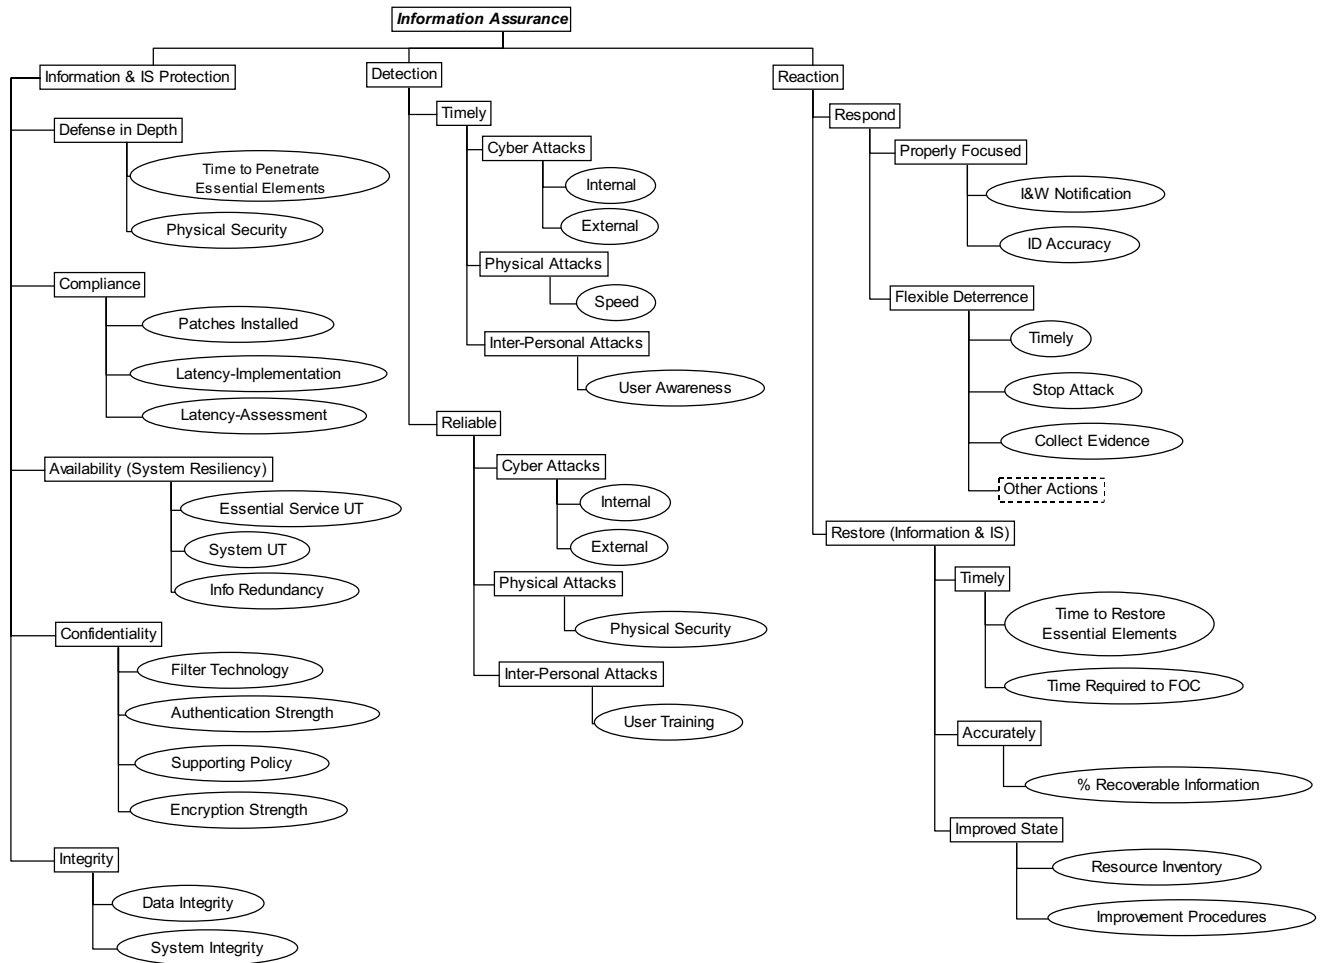 Information Assurance
Information & IS Protection
Defense in Depth
Time to Penetrate
Essential Elements
Physical Security
Compliance
Patches Installed
Latency-Implementation
Latency-Assessment
Availability (System Resiliency)
Essential Service UT
System UT
Info Redundancy
Confidentiality
Filter Technology
Authentication Strength
Supporting Policy
Encryption Strength
Integrity
Data Integrity
System Integrity
Detection
Timely
Cyber Attacks
Internal
External
Physical Attacks
Speed
Inter-Personal Attacks
User Awareness
Reliable
Cyber Attacks
Internal
External
Physical Attacks
Physical Security
Inter-Personal Attacks
User Training
Reaction
Respond
Properly Focused
I&W Notification
ID Accuracy
Flexible Deterrence
Timely
Stop Attack
Collect Evidence
Other Actions
Restore (Information & IS)
Timely
Time to Restore
Essential Elements
Time Required to FOC
Accurately
% Recoverable Information
Improved State
Resource Inventory
Improvement Procedures